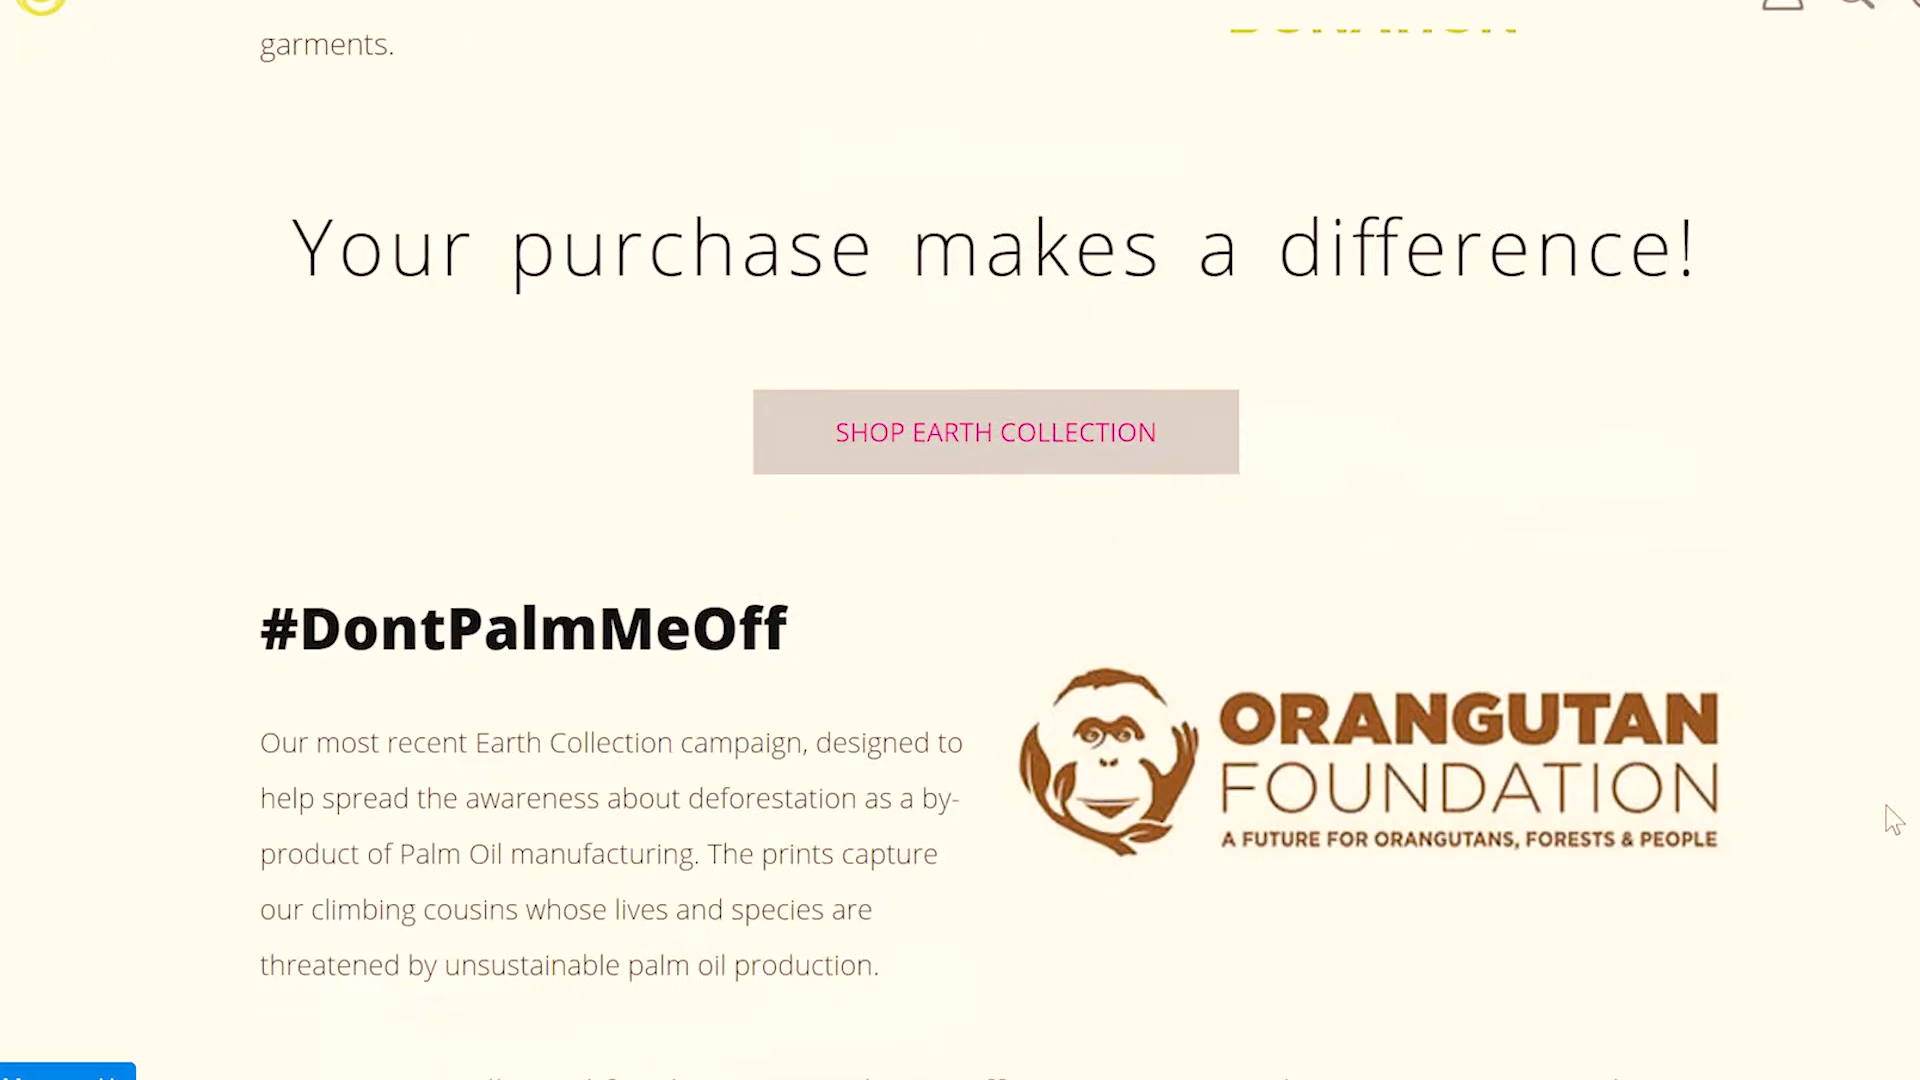 garments.
Your purchase makes a difference!
SHOP EARTH COLLECTION
#DontPalmMeOff
Our most recent Earth Collection campaign, designed to
help spread the awareness about deforestation as a by-
product of Palm Oil manufacturing. The prints capture
our climbing cousins whose lives and species are
threatened by unsustainable palm oil production.
ORANGUTAN
FOUNDATION
A FUTURE FOR ORANGUTANS, FORESTS & PEOPLE